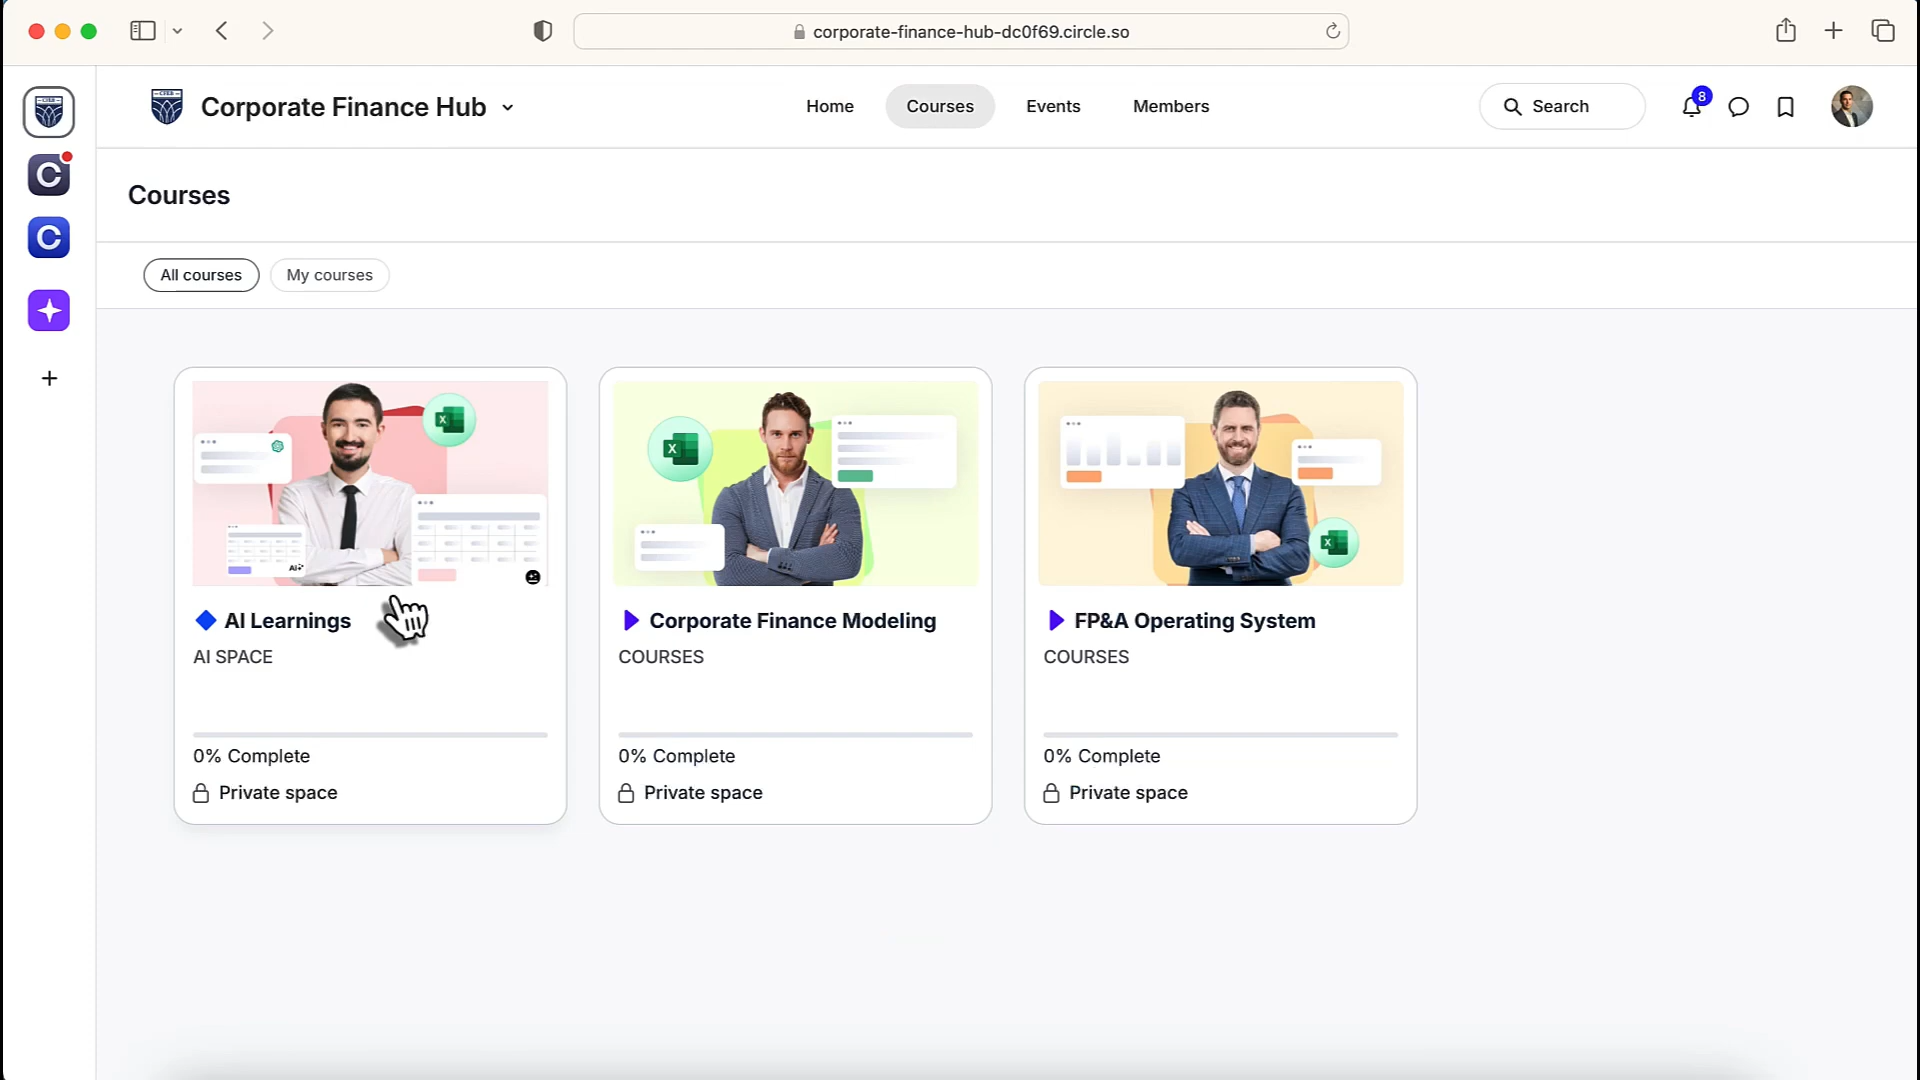 corporate-finance-hub-dc0f69.circle.so
CFEB
Corporate Finance Hub
Home
Courses
Events
Members
Search
8
C
C
Courses
All courses
My courses
X
AI
AI Learnings
AI SPACE
0% Complete
Private space
X
Corporate Finance Modeling
COURSES
0% Complete
Private space
X
FP&A Operating System
COURSES
0% Complete
Private space